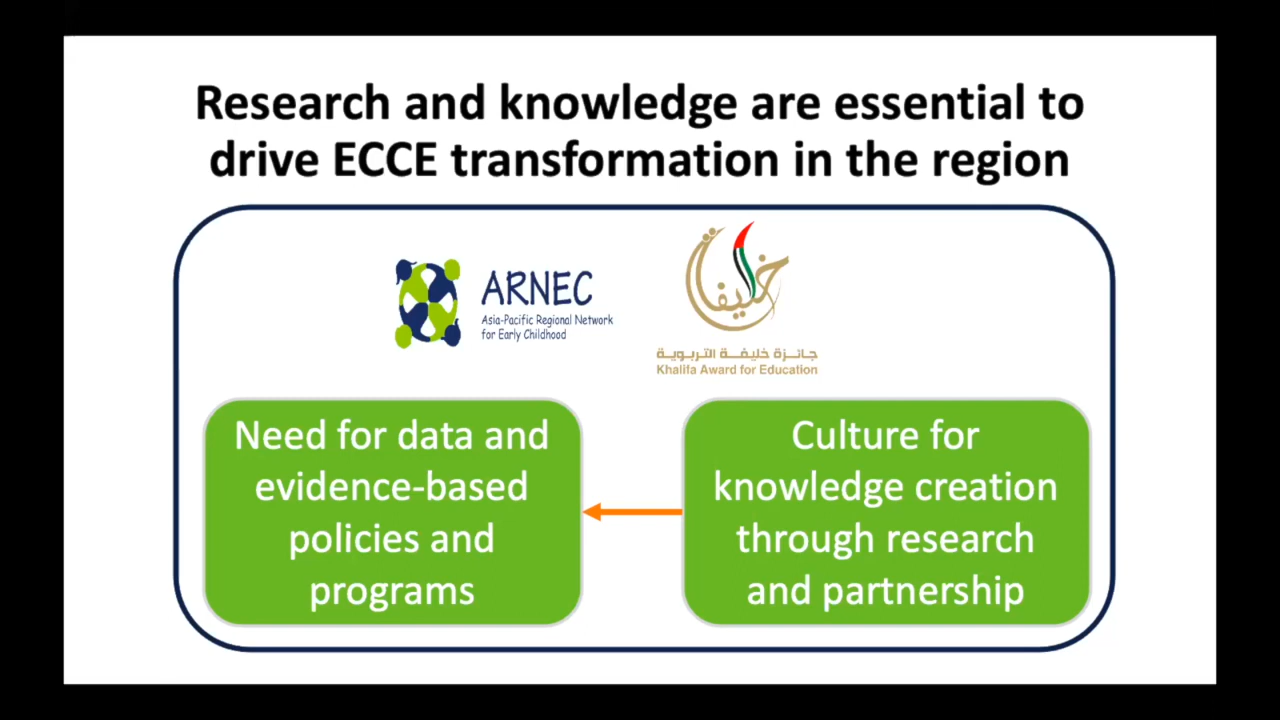 Research and knowledge are essential to
drive ECCE transformation in the region
ARNEC
Asia-Pacific Regional Network
for Early Childhood
خليفة
جائزة خليفة التربوية
Khalifa Award for Education
Need for data and
evidence-based
policies and
programs
Culture for
knowledge creation
through research
and partnership